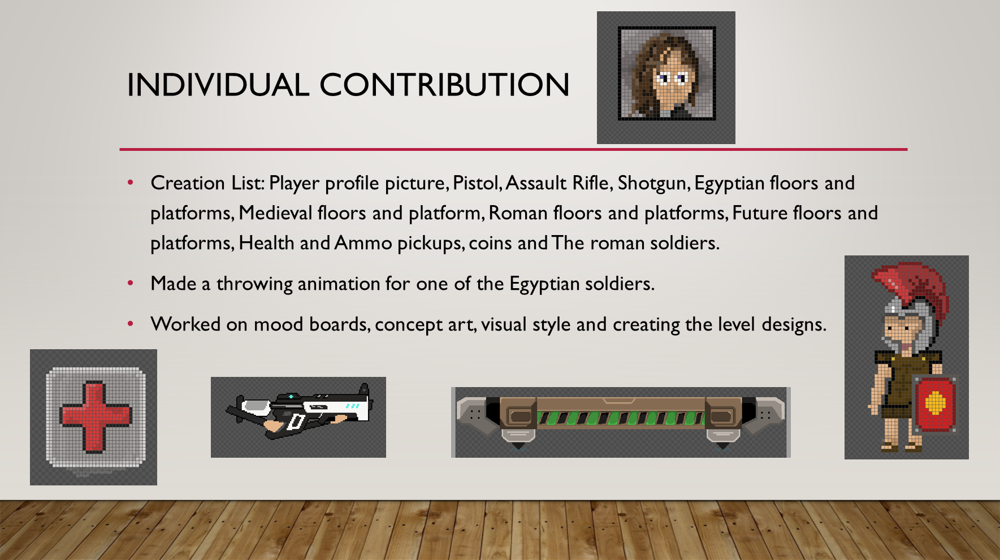 INDIVIDUAL CONTRIBUTION
• Creation List: Player profile picture, Pistol, Assault Rifle, Shotgun, Egyptian floors and
platforms, Medieval floors and platform, Roman floors and platforms, Future floors and
platforms, Health and Ammo pickups, coins and The roman soldiers.
• Made a throwing animation for one of the Egyptian soldiers.
• Worked on mood boards, concept art, visual style and creating the level designs.